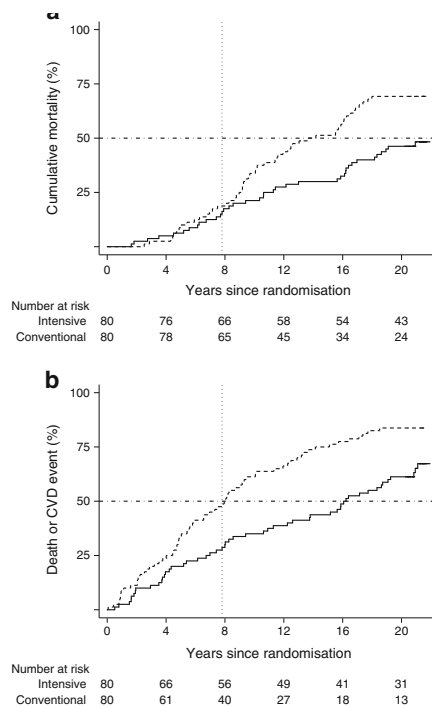 a
100
75
50
25
Cumulative mortality (%)
0 4 8 12 16 20
Years since randomisation
Number at risk
Intensive 80 76 66 58 54 43
Conventional 80 78 65 45 34 24
b
100
75
50
25
0
Death or CVD event (%)
0 4 8 12 16 20
Years since randomisation
Number at risk
Intensive 80 66 56 49 41 31
Conventional 80 61 40 27 18 13